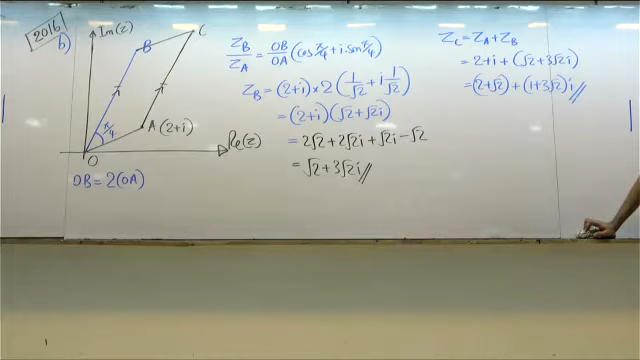 2016
b)
Im(z)
B
C
π/4
A (2+i)
Re(z)
O
OB = 2(OA)
Z_B/Z_A = OB/OA (cos π/4 + i.sin π/4)
Z_B = (2+i) × 2 (1/√2 + i 1/√2)
= (2+i)(√2+√2i)
= 2√2 + 2√2i + √2i - √2
= √2 + 3√2i //
Z_C = Z_A + Z_B
= 2+i + (√2+3√2i)
= (2+√2) + (1+3√2)i //